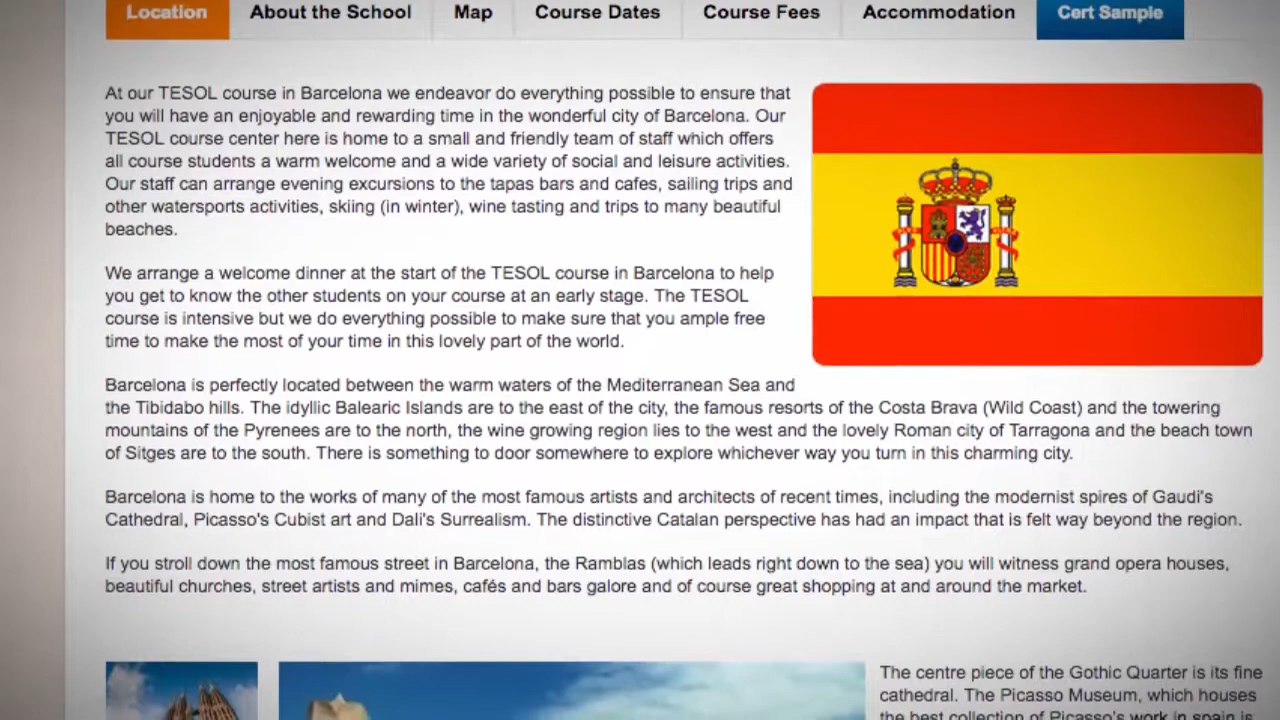 Location About the School Map Course Dates Course Fees Accommodation Cert Sample
At our TESOL course in Barcelona we endeavor do everything possible to ensure that
you will have an enjoyable and rewarding time in the wonderful city of Barcelona. Our
TESOL course center here is home to a small and friendly team of staff which offers
all course students a warm welcome and a wide variety of social and leisure activities.
Our staff can arrange evening excursions to the tapas bars and cafes, sailing trips and
other watersports activities, skiing (in winter), wine tasting and trips to many beautiful
beaches.
We arrange a welcome dinner at the start of the TESOL course in Barcelona to help
you get to know the other students on your course at an early stage. The TESOL
course is intensive but we do everything possible to make sure that you ample free
time to make the most of your time in this lovely part of the world.
Barcelona is perfectly located between the warm waters of the Mediterranean Sea and
the Tibidabo hills. The idyllic Balearic Islands are to the east of the city, the famous resorts of the Costa Brava (Wild Coast) and the towering
mountains of the Pyrenees are to the north, the wine growing region lies to the west and the lovely Roman city of Tarragona and the beach town
of Sitges are to the south. There is something to door somewhere to explore whichever way you turn in this charming city.
Barcelona is home to the works of many of the most famous artists and architects of recent times, including the modernist spires of Gaudi's
Cathedral, Picasso's Cubist art and Dali's Surrealism. The distinctive Catalan perspective has had an impact that is felt way beyond the region.
If you stroll down the most famous street in Barcelona, the Ramblas (which leads right down to the sea) you will witness grand opera houses,
beautiful churches, street artists and mimes, cafés and bars galore and of course great shopping at and around the market.
The centre piece of the Gothic Quarter is its fine
cathedral. The Picasso Museum, which houses
the best collection of Picasso's work in spain is